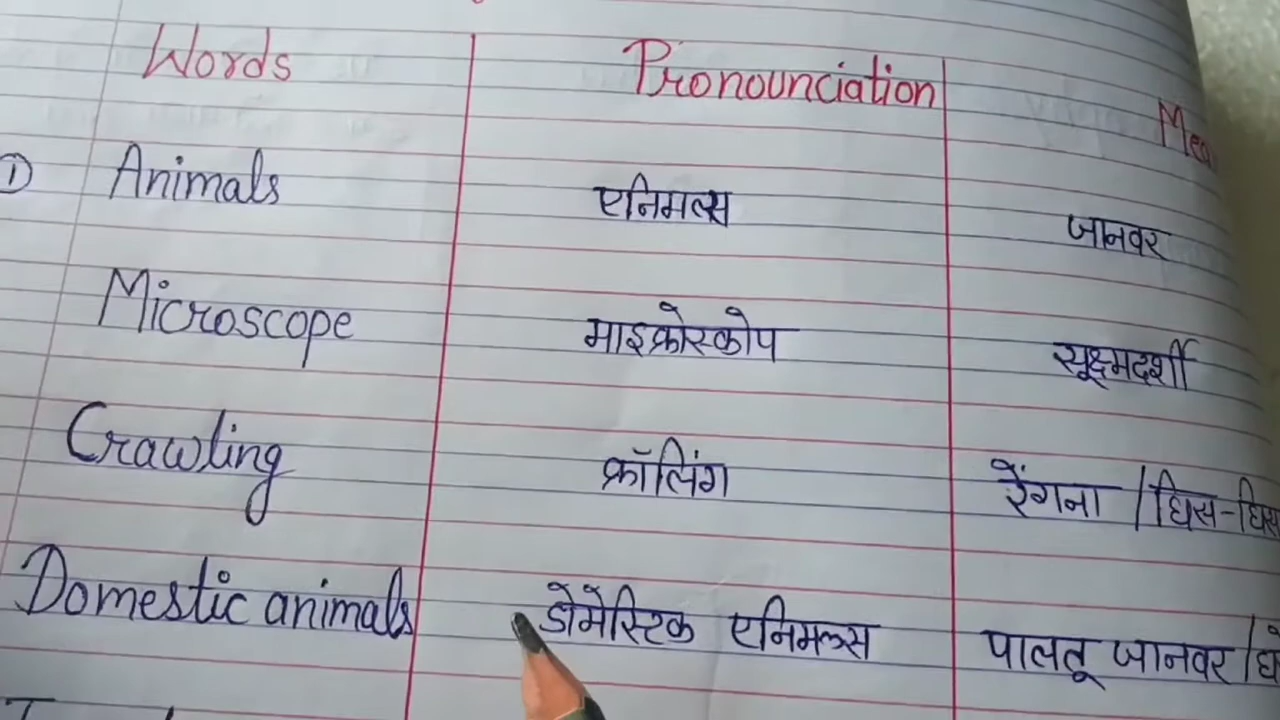 Words Pronounciation
① Animals एनिमल्स जानवर
Microscope माइक्रोस्कोप सूक्ष्मदर्शी
Crawling क्रॉलिंग रेंगना / घिस-घिस
Domestic animals डोमेस्टिक एनिमल्स पालतू जानवर /